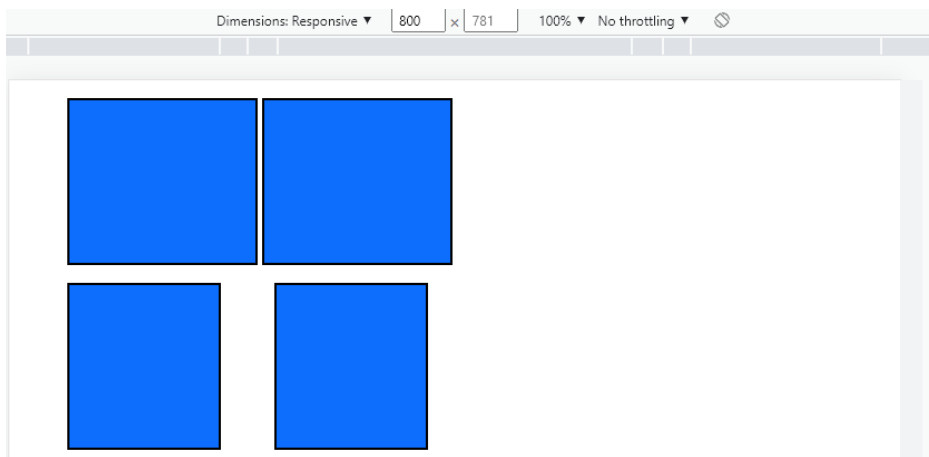 Dimensions: Responsive ▼ 800 × 781 100% ▼ No throttling ▼